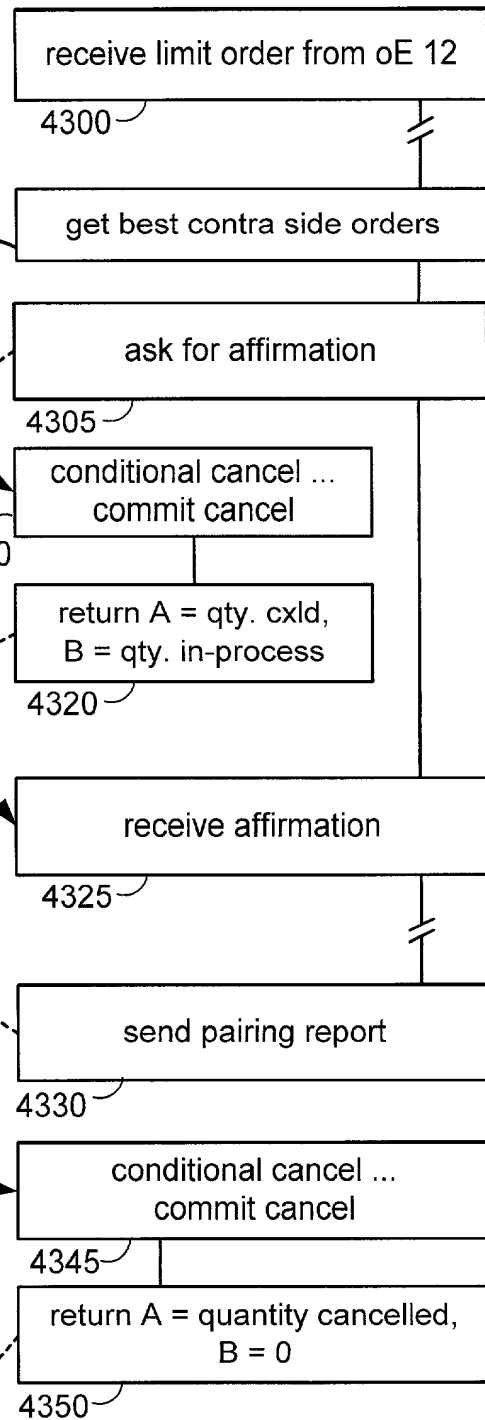 receive limit order from oE 12
4300
get best contra side orders
ask for affirmation
4305
conditional cancel ...
commit cancel
0
return A = qty. cxld,
B = qty. in-process
4320
receive affirmation
4325
send pairing report
4330
conditional cancel ...
commit cancel
4345
return A = quantity cancelled,
B = 0
4350